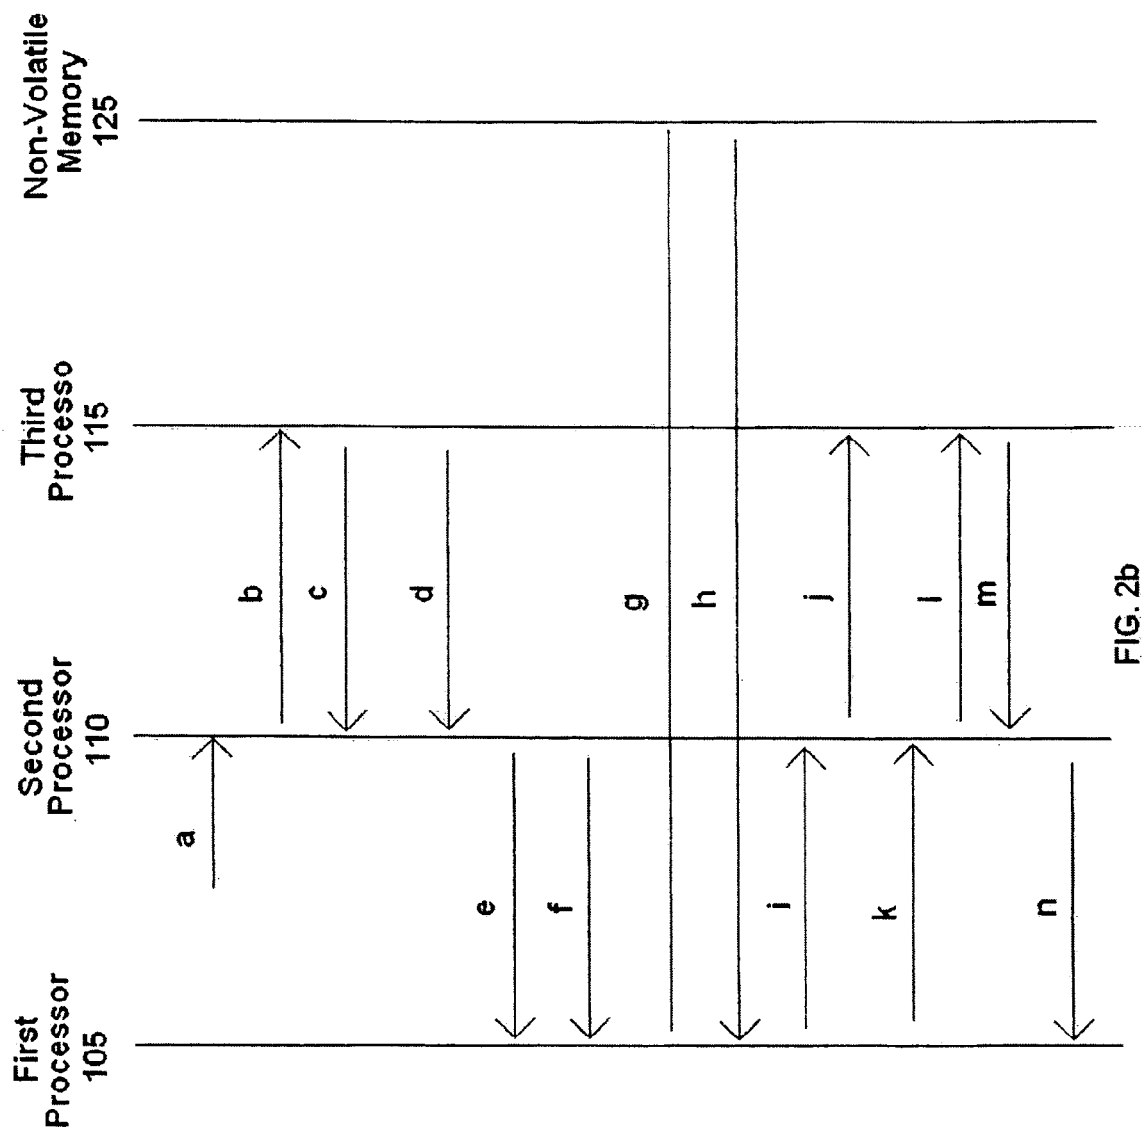 First
Processor
105
Second
Processor
110
Third
Processo
115
Non-Volatile
Memory
125
a
b
c
d
e
f
g
h
i
j
k
l
m
n
FIG. 2b